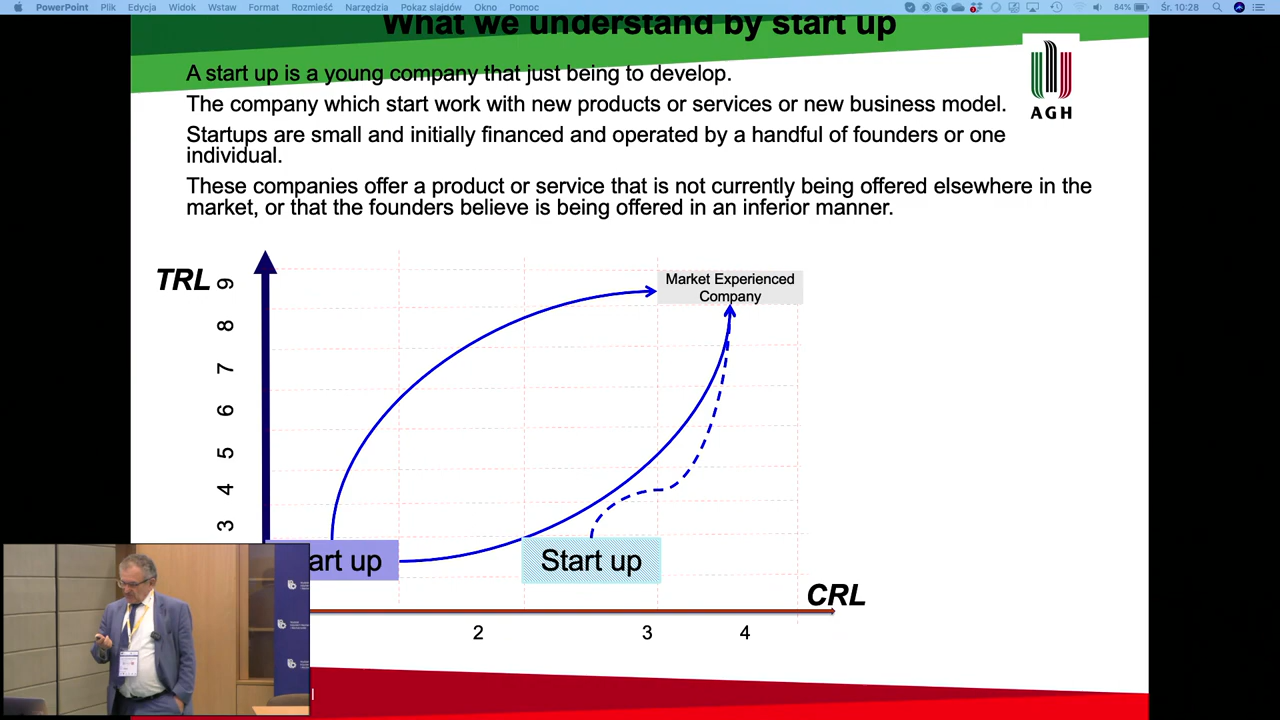 PowerPoint Plik Edycja Widok Wstaw Format Rozmieść Narzędzia Pokaz slajdów Okno Pomoc 84% Śr. 10:28
What we understand by start up
A start up is a young company that just being to develop.
The company which start work with new products or services or new business model.
Startups are small and initially financed and operated by a handful of founders or one
individual.
These companies offer a product or service that is not currently being offered elsewhere in the
market, or that the founders believe is being offered in an inferior manner.
AGH
TRL
9
8
7
6
5
4
3
Market Experienced
Company
art up
Start up
CRL
2
3
4